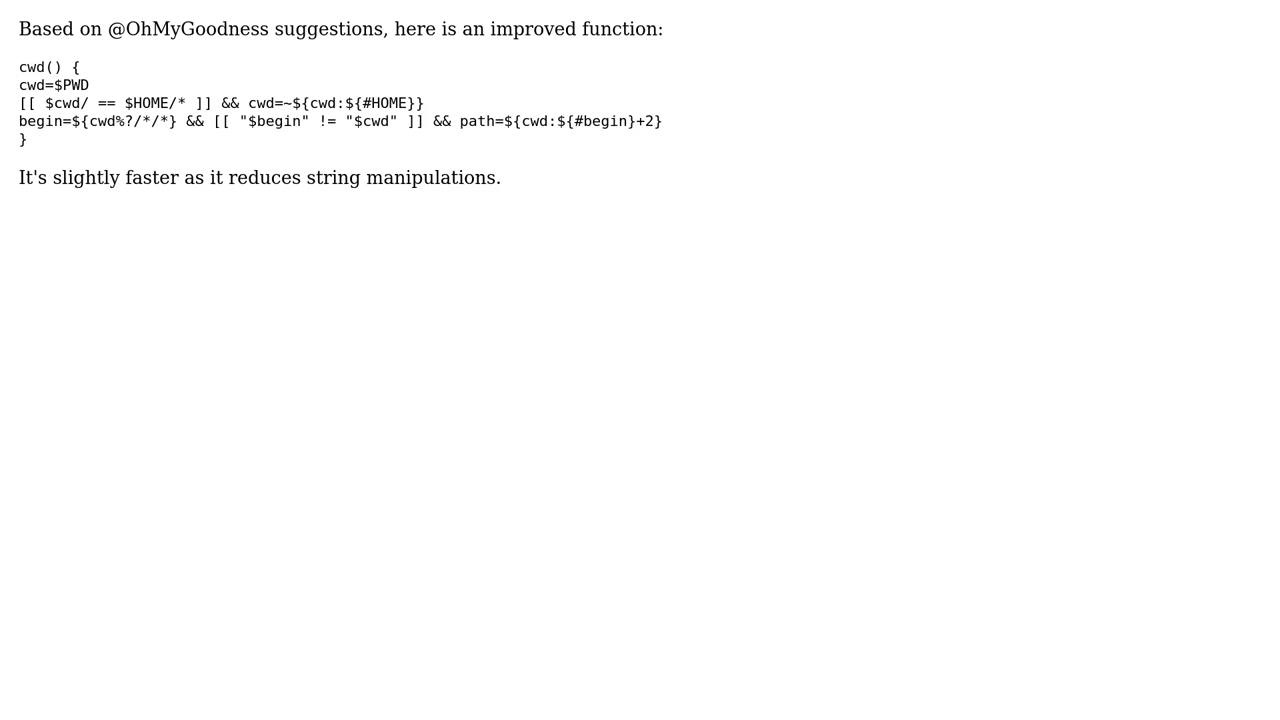 Based on @OhMyGoodness suggestions, here is an improved function:
cwd() {
cwd=$PWD
[[ $cwd/ == $HOME/* ]] && cwd=~${cwd:${#HOME}}
begin=${cwd%?/*/*} && [[ "$begin" != "$cwd" ]] && path=${cwd:${#begin}+2}
}
It's slightly faster as it reduces string manipulations.